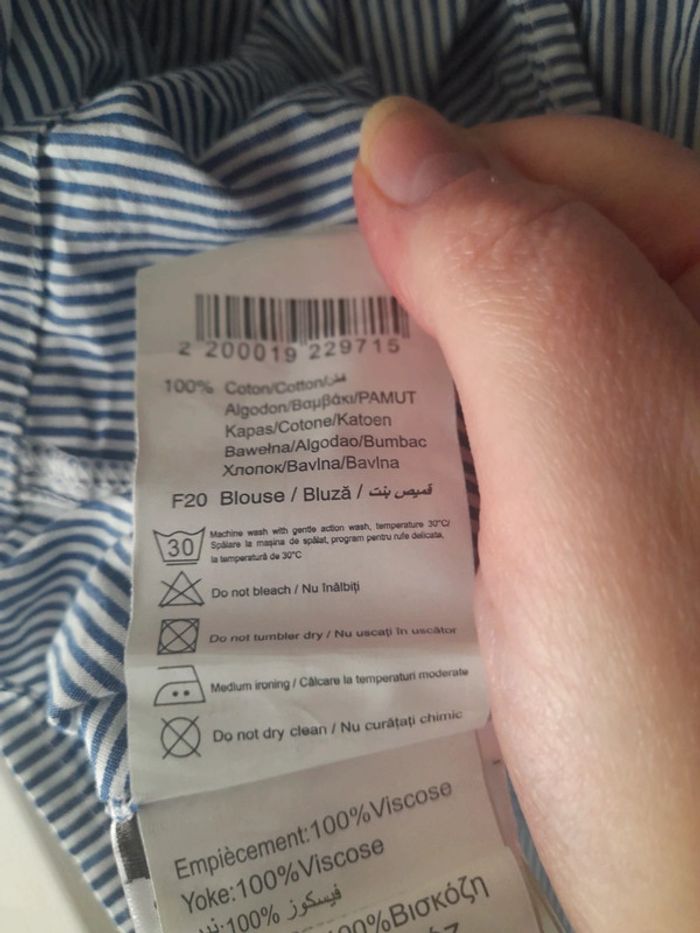 2 200019 229715
100% Coton/Cotton/قطن
Algodon/Βαμβάκι/PAMUT
Kapas/Cotone/Katoen
Bawełna/Algodao/Bumbac
Хлопок/Bavlna/Bavlna
F20 Blouse / Bluză / قميص بنت
30 Machine wash with gentle action wash, temperature 30°C/
Spălare la mașina de spălat, program pentru rufe delicate,
la temperatură de 30°C
Do not bleach / Nu înălbiți
Do not tumbler dry / Nu uscați în uscător
Medium ironing / Călcare la temperaturi moderate
Do not dry clean / Nu curățați chimic
Empiècement:100%Viscose
Yoke:100%Viscose
100% فيسكوز
00%Βισκόζη